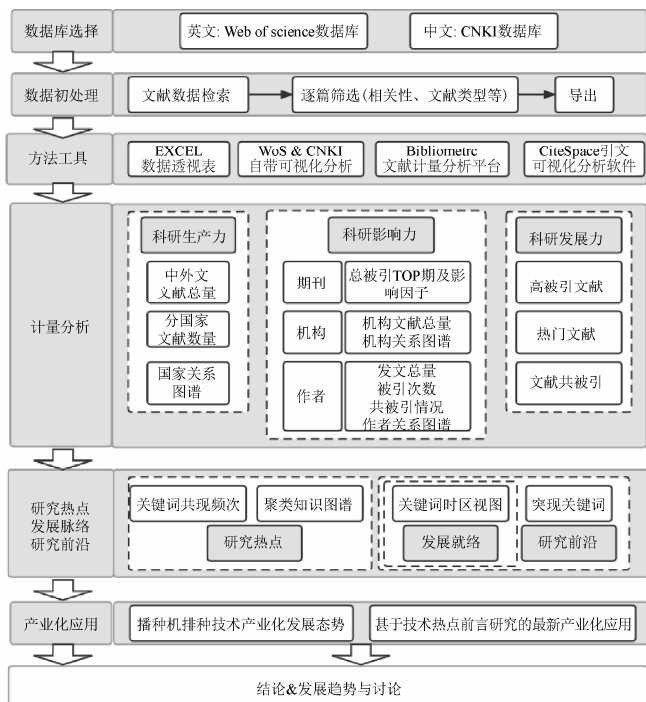 数据库选择
英文: Web of science数据库
中文: CNKI数据库
数据初处理
文献数据检索
逐篇筛选(相关性、文献类型等)
导出
方法工具
EXCEL
数据透视表
WoS & CNKI
自带可视化分析
Bibliometrc
文献计量分析平台
CiteSpace引文
可视化分析软件
计量分析
科研生产力
中外文
文献总量
分国家
文献数量
国家关系
图谱
科研影响力
期刊
总被引TOP期及影
响因子
机构
机构文献总量
机构关系图谱
作者
发文总量
被引次数
共被引情况
作者关系图谱
科研发展力
高被引文献
热门文献
文献共被引
研究热点
发展脉络
研究前沿
关键词共现频次
聚类知识图谱
研究热点
关键词时区视图
突现关键词
发展就络
研究前沿
产业化应用
播种机排种技术产业化发展态势
甚于技术热点前言研究的最新产业化应用
结论&发展趋势与讨论